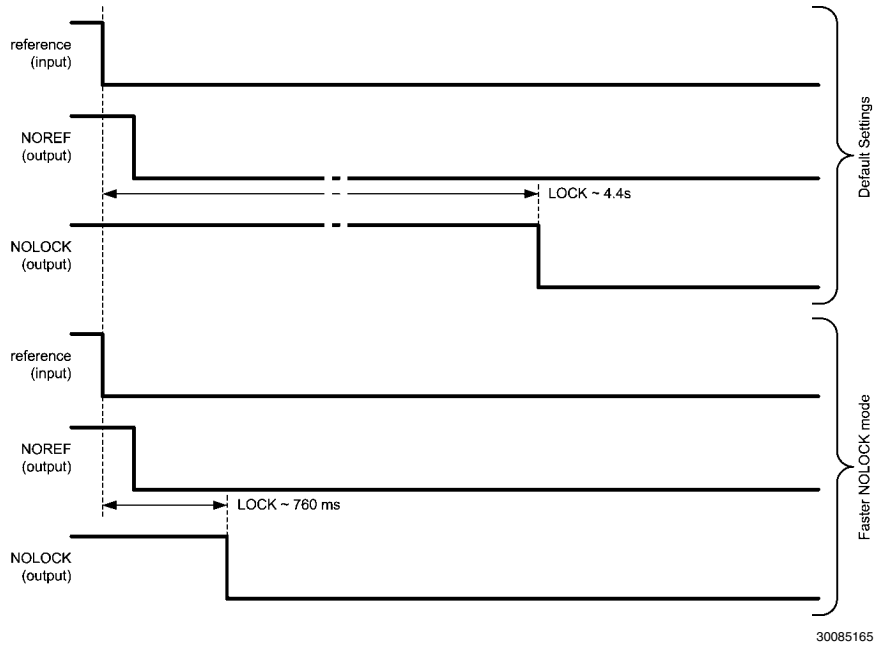 reference
(input)
NOREF
(output)
LOCK ~ 4.4s
NOLOCK
(output)
Default Settings
reference
(input)
NOREF
(output)
LOCK ~ 760 ms
NOLOCK
(output)
Faster NOLOCK mode
30085165